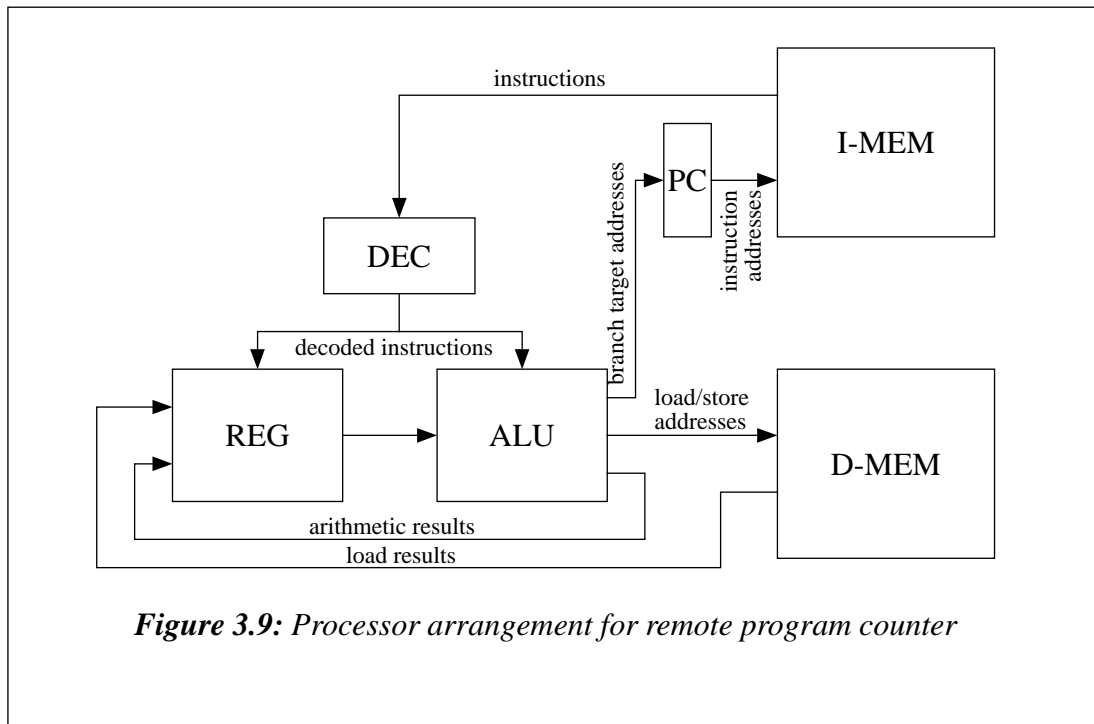 instructions
I-MEM
PC
branch target addresses
instruction
addresses
DEC
decoded instructions
REG
ALU
load/store
addresses
D-MEM
arithmetic results
load results
Figure 3.9: Processor arrangement for remote program counter